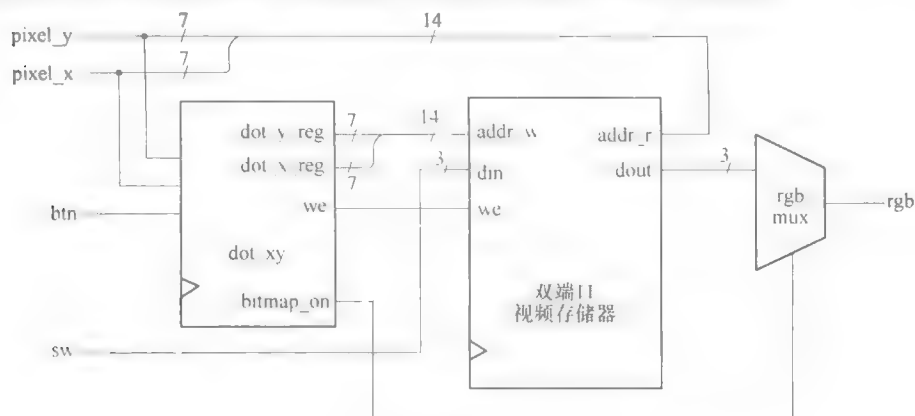 7
14
pixel_y
7
pixel_x
dot_y_reg
7
14
addr_w
addr_r
dot_x_reg
7
3
din
dout
3
rgb
mux
rgb
btn
we
we
dot_xy
bitmap_on
双端口
视频存储器
sw